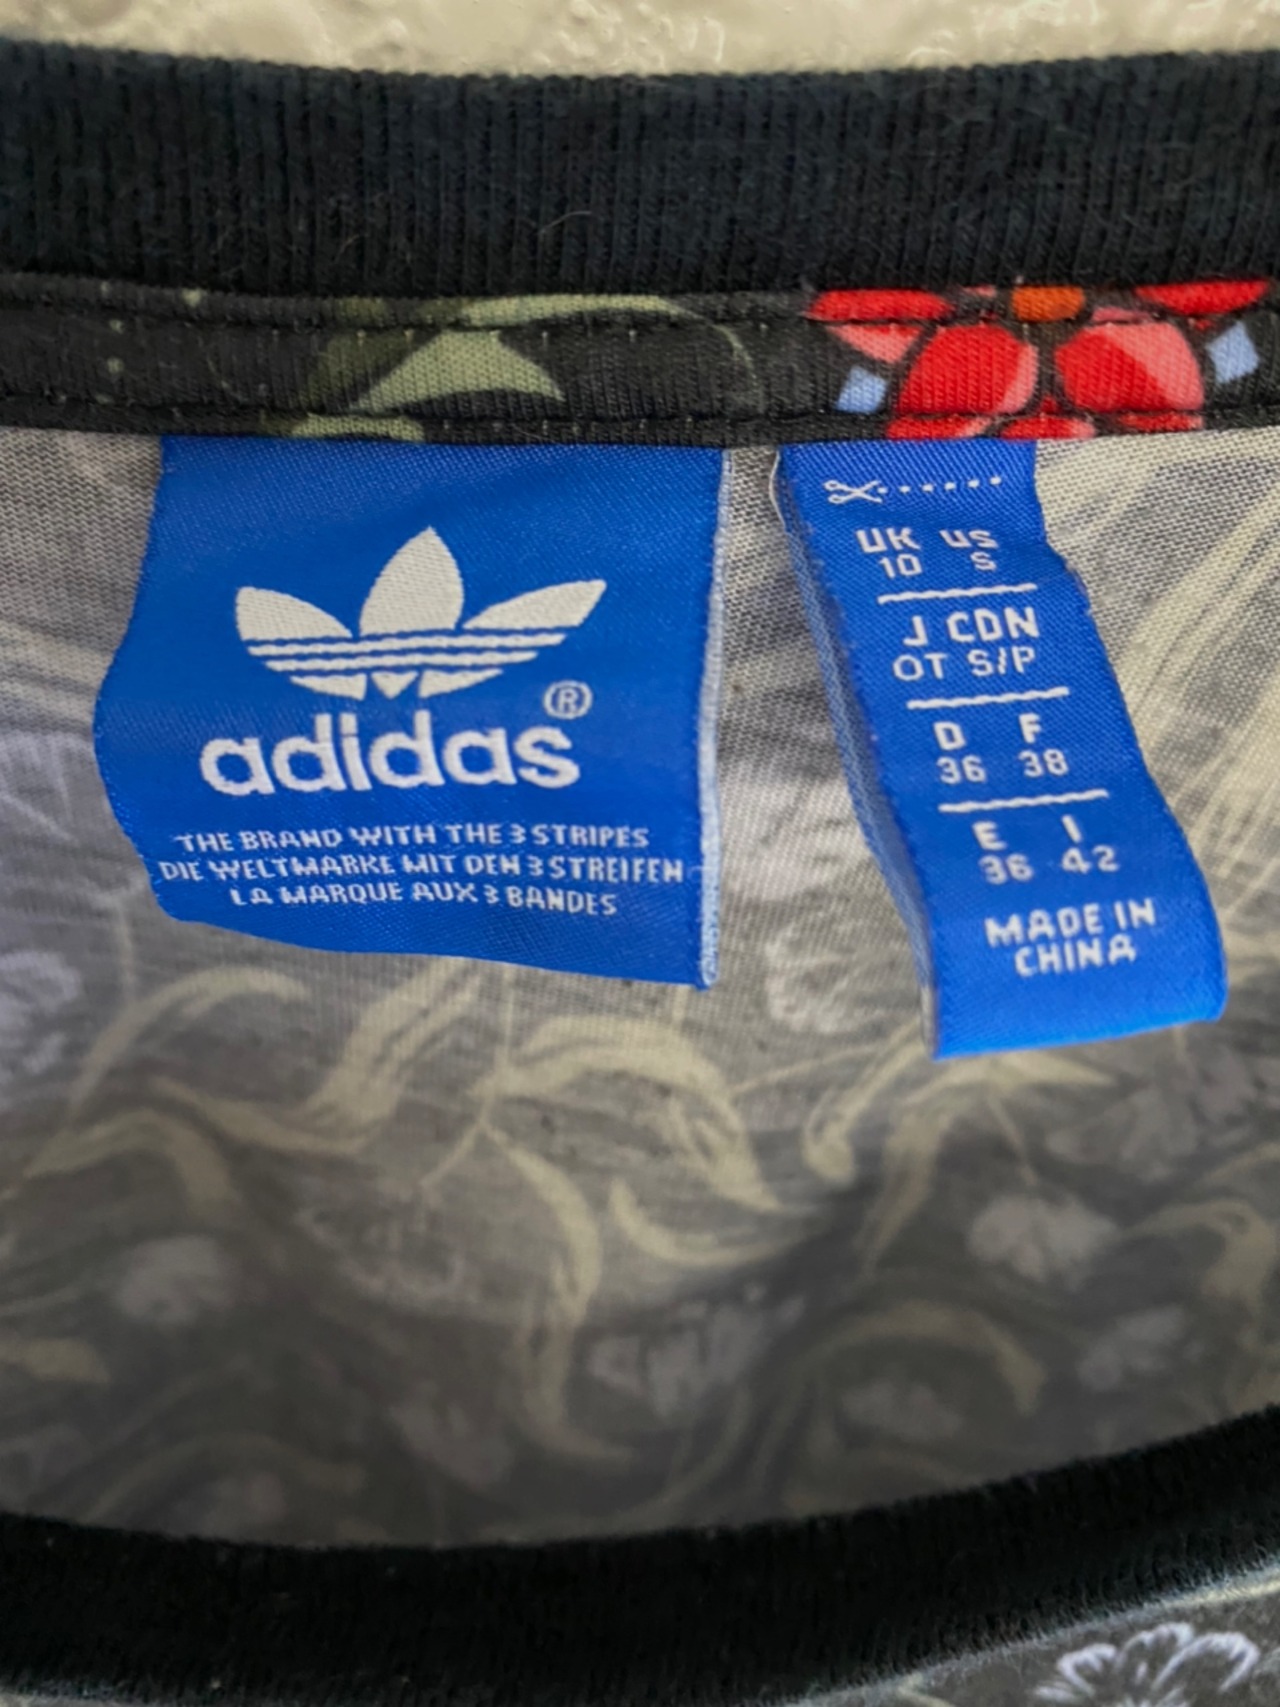 adidas®
THE BRAND WITH THE 3 STRIPES
DIE WELTMARKE MIT DEN 3 STREIFEN
LA MARQUE AUX 3 BANDES
UK US
10 S
J CDN
OT S/P
D F
36 38
E I
36 42
MADE IN
CHINA